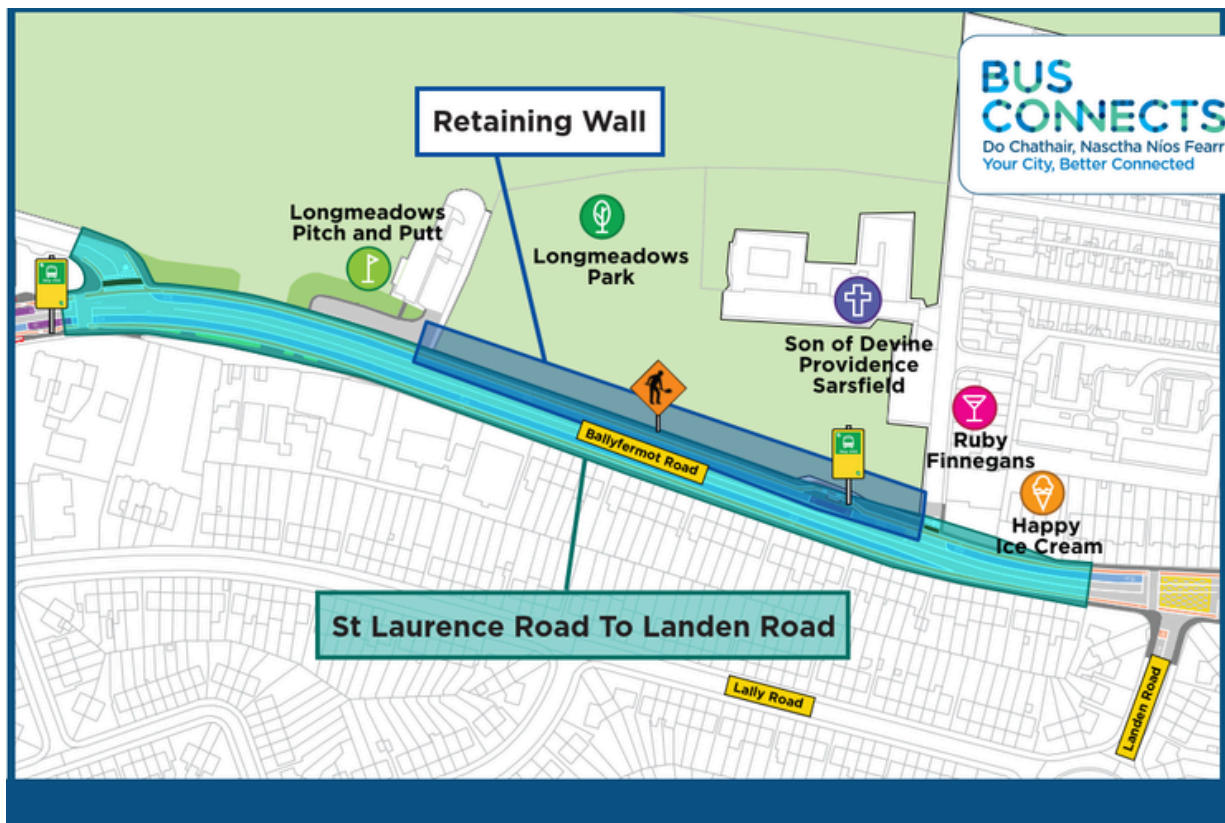 BUS
CONNECTS
Do Chathair, Nasctha Níos Fearr
Your City, Better Connected
Retaining Wall
Longmeadows
Pitch and Putt
Longmeadows
Park
Son of Devine
Providence
Sarsfield
Ruby
Finnegans
Happy
Ice Cream
Ballyfermot Road
St Laurence Road To Landen Road
Lally Road
Landen Road